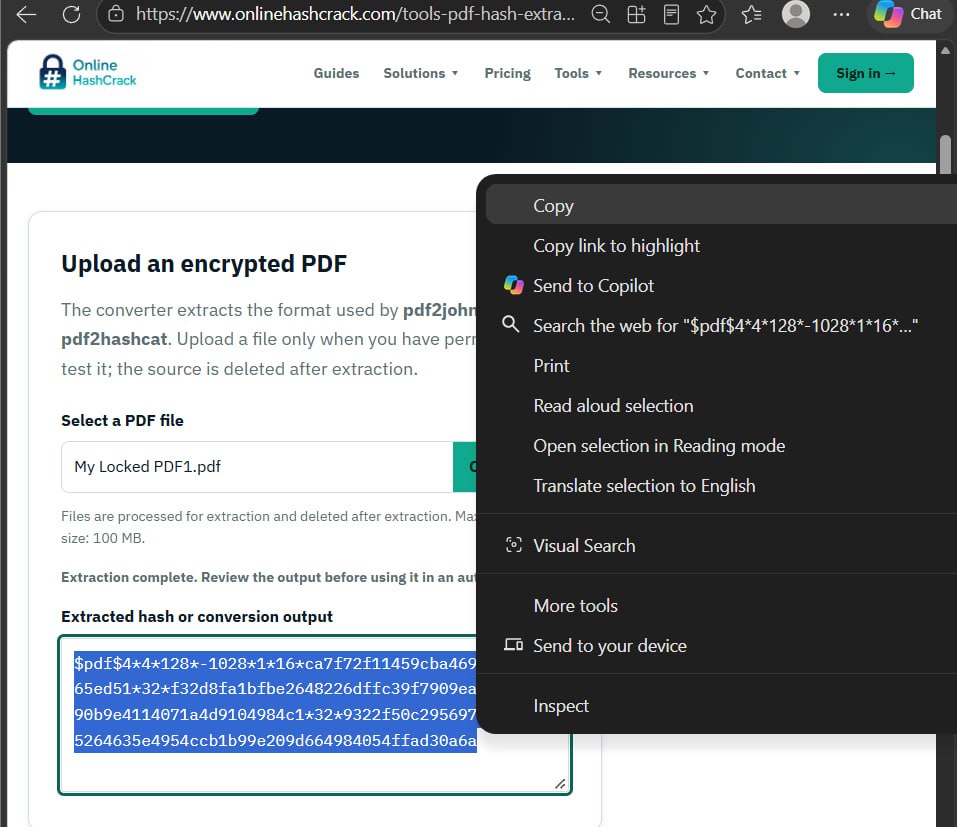 https://www.onlinehashcrack.com/tools-pdf-hash-extra...
Chat
Online
HashCrack
Guides
Solutions
Pricing
Tools
Resources
Contact
Sign in →
Upload an encrypted PDF
The converter extracts the format used by pdf2john
pdf2hashcat. Upload a file only when you have perm
test it; the source is deleted after extraction.
Select a PDF file
My Locked PDF1.pdf
Files are processed for extraction and deleted after extraction. Max
size: 100 MB.
Extraction complete. Review the output before using it in an aut
Extracted hash or conversion output
$pdf$4*4*128*-1028*1*16*ca7f72f11459cba469
65ed51*32*f32d8fa1bfbe2648226dffc39f7909ea
90b9e4114071a4d9104984c1*32*9322f50c295697
5264635e4954ccb1b99e209d664984054ffad30a6a
Copy
Copy link to highlight
Send to Copilot
Search the web for "$pdf$4*4*128*-1028*1*16*..."
Print
Read aloud selection
Open selection in Reading mode
Translate selection to English
Visual Search
More tools
Send to your device
Inspect